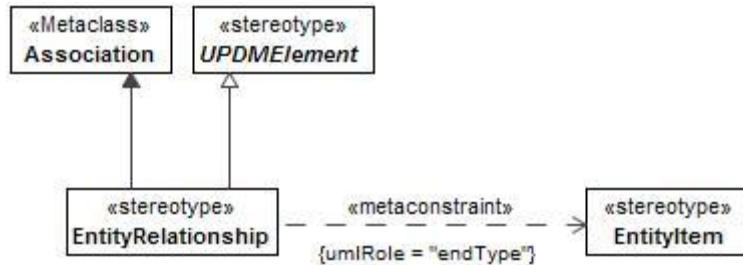 «Metaclass»
Association
«stereotype»
UPDMElement
«stereotype»
EntityRelationship
«metaconstraint»
{umlRole = "endType"}
«stereotype»
EntityItem